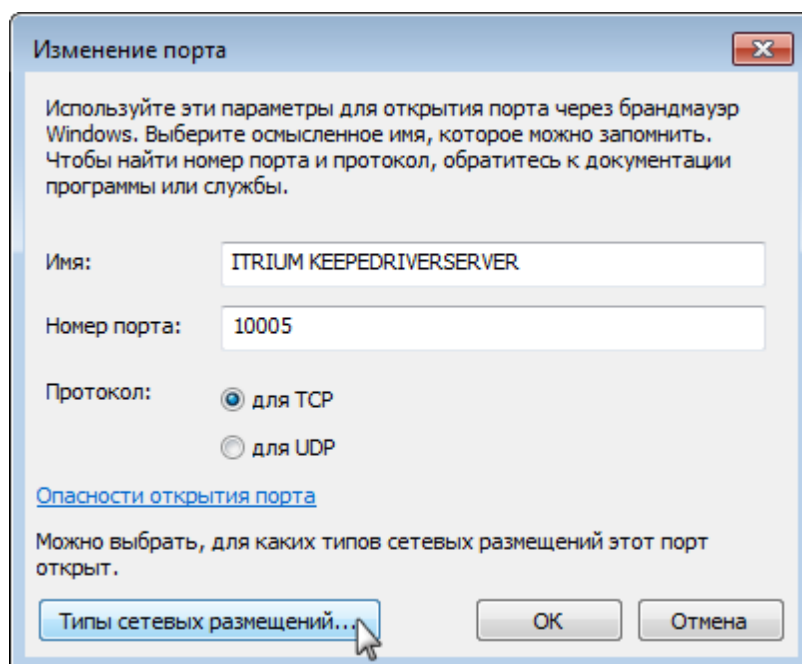 Изменение порта
Используйте эти параметры для открытия порта через брандмауэр
Windows. Выберите осмысленное имя, которое можно запомнить.
Чтобы найти номер порта и протокол, обратитесь к документации
программы или службы.
Имя: ITRIUM KEEPEDRIVERSERVER
Номер порта: 10005
Протокол: для TCP
для UDP
Опасности открытия порта
Можно выбрать, для каких типов сетевых размещений этот порт
открыт.
Типы сетевых размещений... ОК Отмена